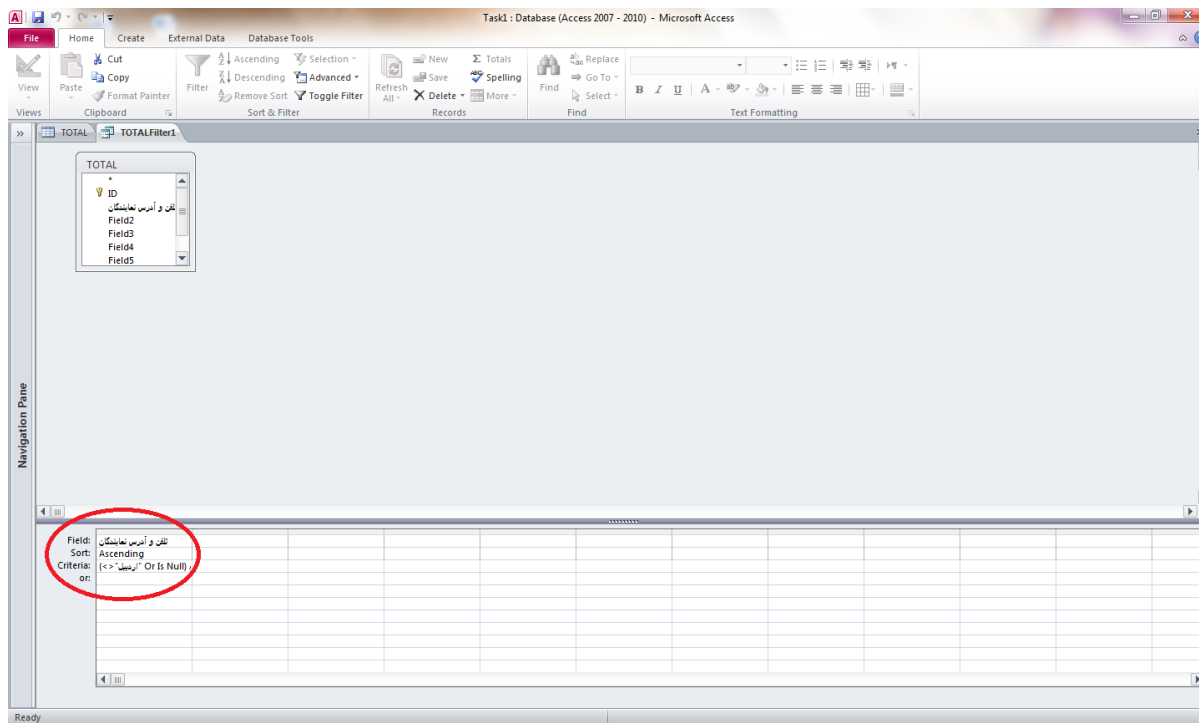 Task1 : Database (Access 2007 - 2010) - Microsoft Access
File Home Create External Data Database Tools
View
Views
Paste
Cut
Copy
Format Painter
Clipboard
Filter
Ascending
Descending
Remove Sort
Selection
Advanced
Toggle Filter
Sort & Filter
Refresh All
New
Save
Delete
Totals
Spelling
More
Records
Find
Replace
Go To
Select
Find
B I U A
Text Formatting
TOTAL TOTALFilter1
Navigation Pane
TOTAL
*
ID
تلفن و آدرس نمایندگان
Field2
Field3
Field4
Field5
Field: تلفن و آدرس نمایندگان
Sort: Ascending
Criteria: (<>"اردبیل" Or Is Null)
or:
Ready